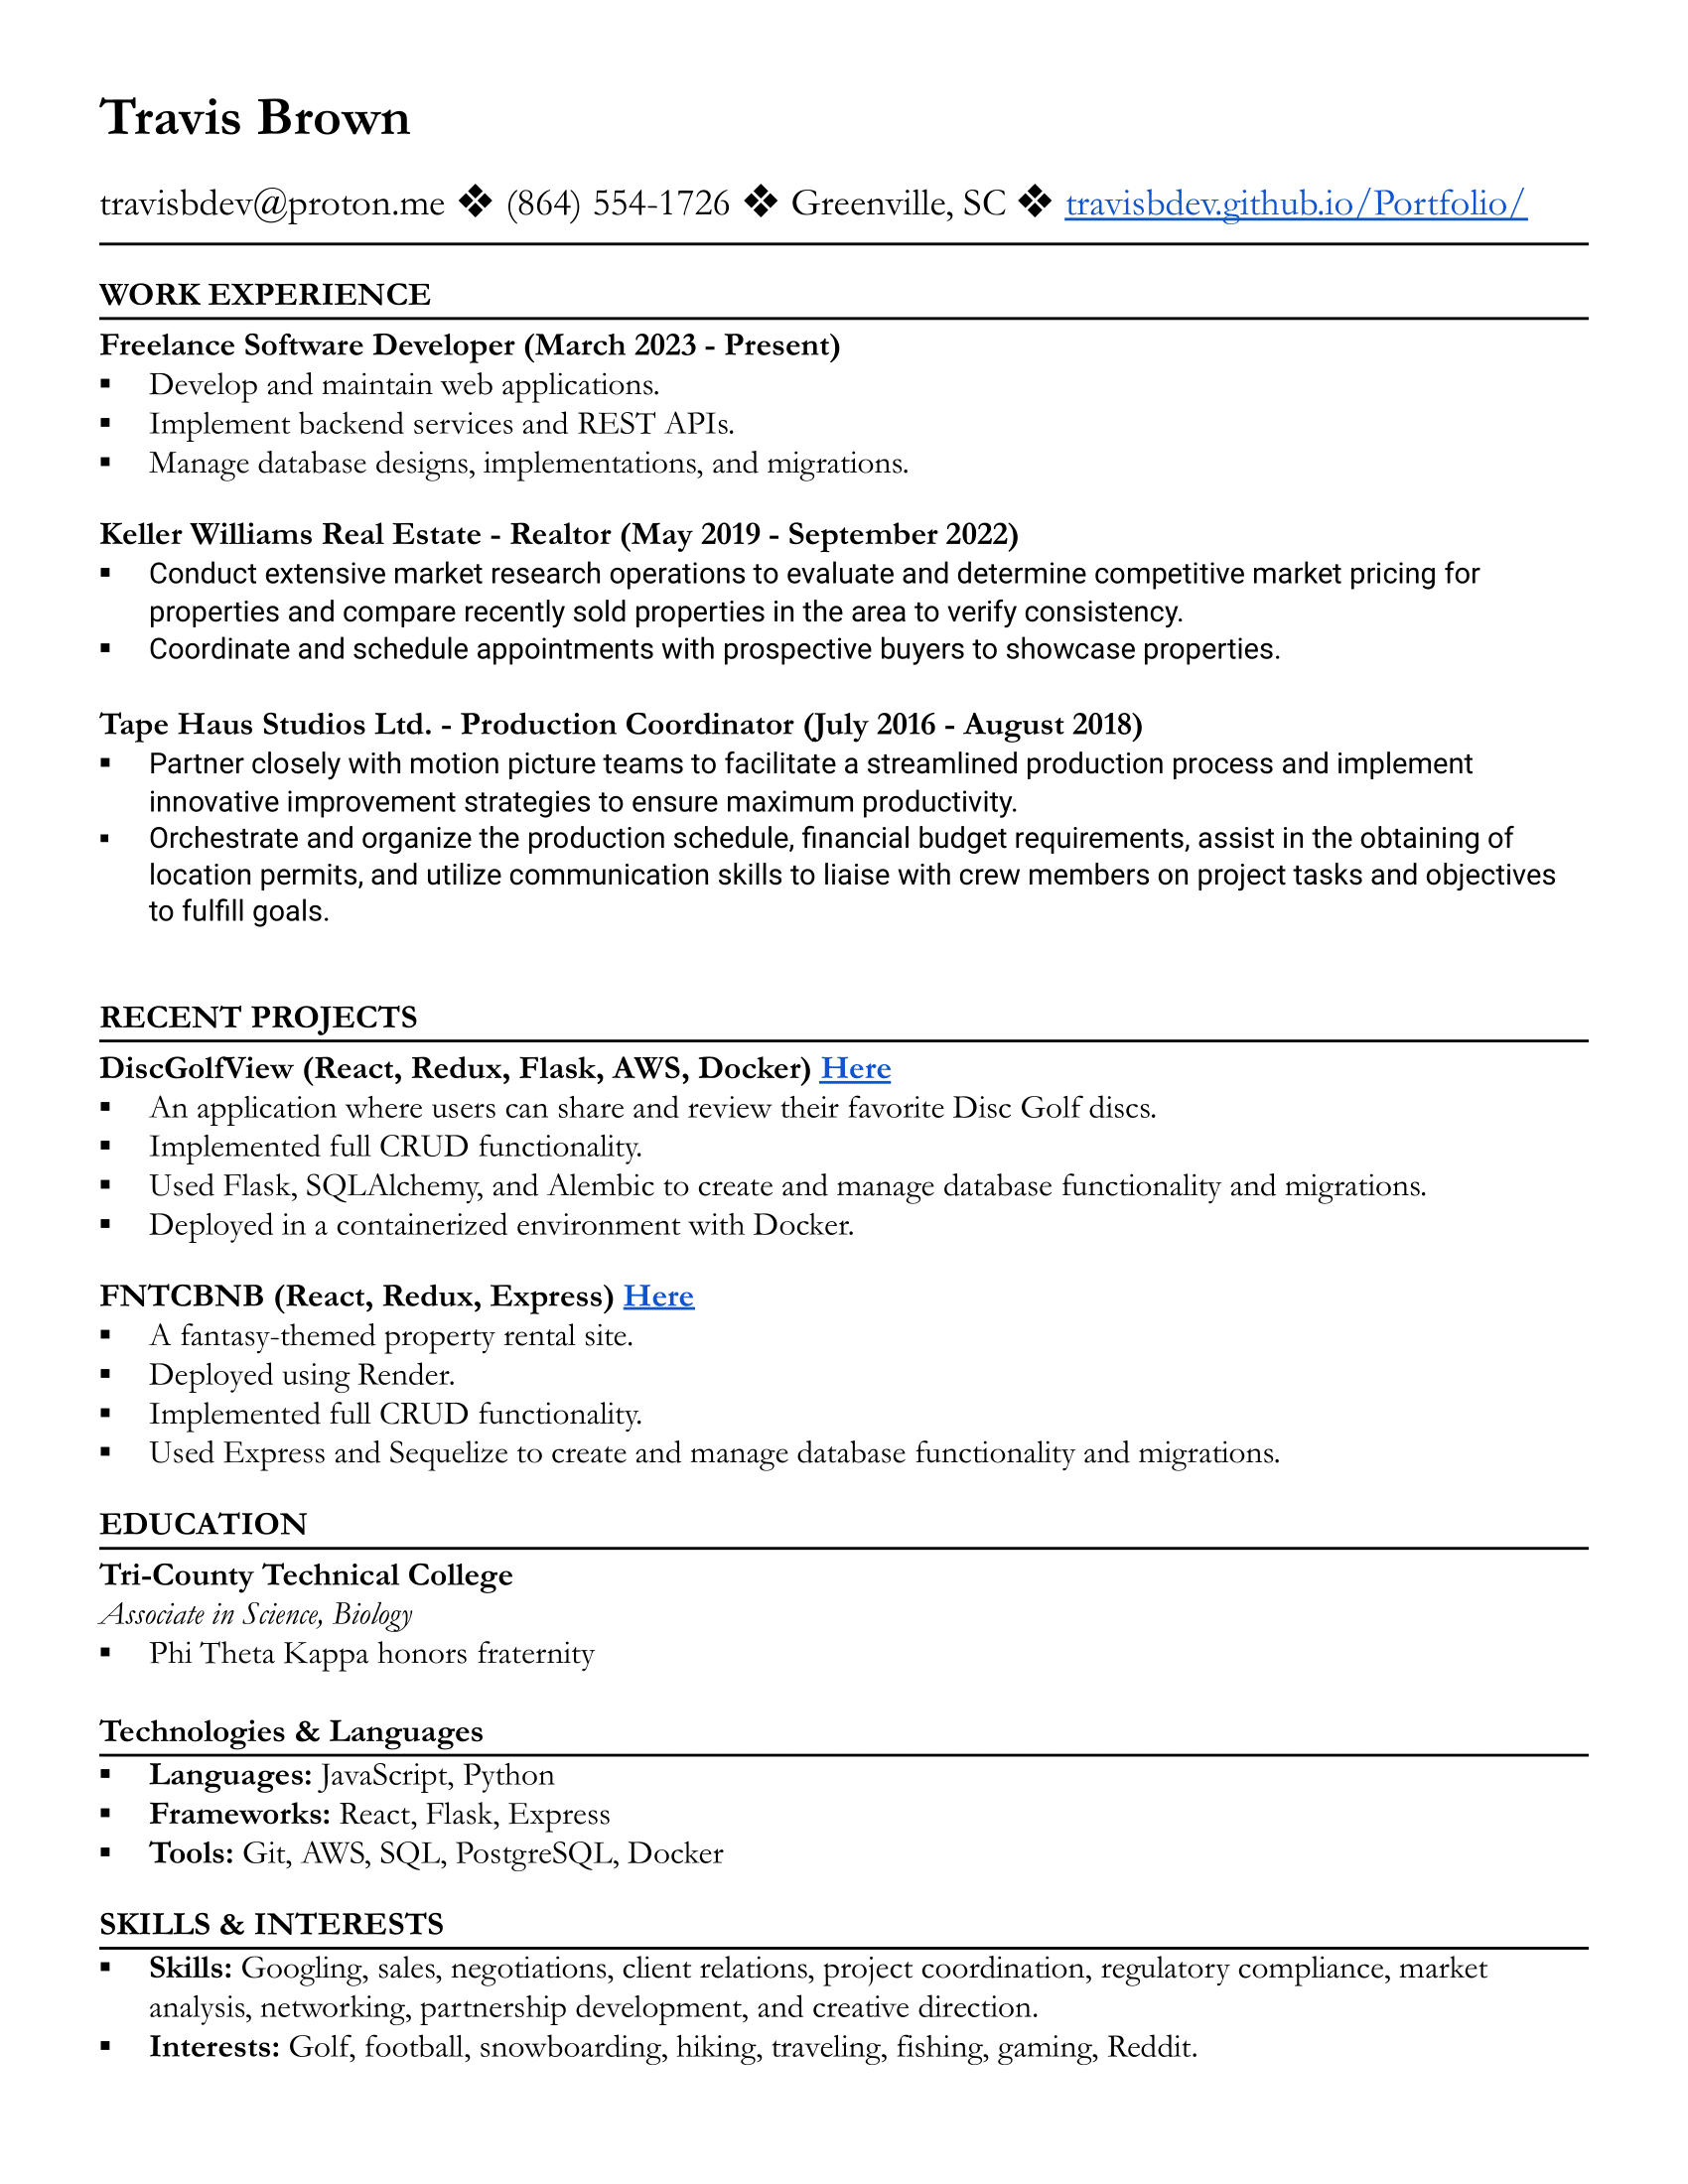 Travis Brown
travisbdev@proton.me ❖ (864) 554-1726 ❖ Greenville, SC ❖ travisbdev.github.io/Portfolio/
WORK EXPERIENCE
Freelance Software Developer (March 2023 - Present)
▪ Develop and maintain web applications.
▪ Implement backend services and REST APIs.
▪ Manage database designs, implementations, and migrations.
Keller Williams Real Estate - Realtor (May 2019 - September 2022)
▪ Conduct extensive market research operations to evaluate and determine competitive market pricing for
properties and compare recently sold properties in the area to verify consistency.
▪ Coordinate and schedule appointments with prospective buyers to showcase properties.
Tape Haus Studios Ltd. - Production Coordinator (July 2016 - August 2018)
▪ Partner closely with motion picture teams to facilitate a streamlined production process and implement
innovative improvement strategies to ensure maximum productivity.
▪ Orchestrate and organize the production schedule, financial budget requirements, assist in the obtaining of
location permits, and utilize communication skills to liaise with crew members on project tasks and objectives
to fulfill goals.
RECENT PROJECTS
DiscGolfView (React, Redux, Flask, AWS, Docker) Here
▪ An application where users can share and review their favorite Disc Golf discs.
▪ Implemented full CRUD functionality.
▪ Used Flask, SQLAlchemy, and Alembic to create and manage database functionality and migrations.
▪ Deployed in a containerized environment with Docker.
FNTCBNB (React, Redux, Express) Here
▪ A fantasy-themed property rental site.
▪ Deployed using Render.
▪ Implemented full CRUD functionality.
▪ Used Express and Sequelize to create and manage database functionality and migrations.
EDUCATION
Tri-County Technical College
Associate in Science, Biology
▪ Phi Theta Kappa honors fraternity
Technologies & Languages
▪ Languages: JavaScript, Python
▪ Frameworks: React, Flask, Express
▪ Tools: Git, AWS, SQL, PostgreSQL, Docker
SKILLS & INTERESTS
▪ Skills: Googling, sales, negotiations, client relations, project coordination, regulatory compliance, market
analysis, networking, partnership development, and creative direction.
▪ Interests: Golf, football, snowboarding, hiking, traveling, fishing, gaming, Reddit.